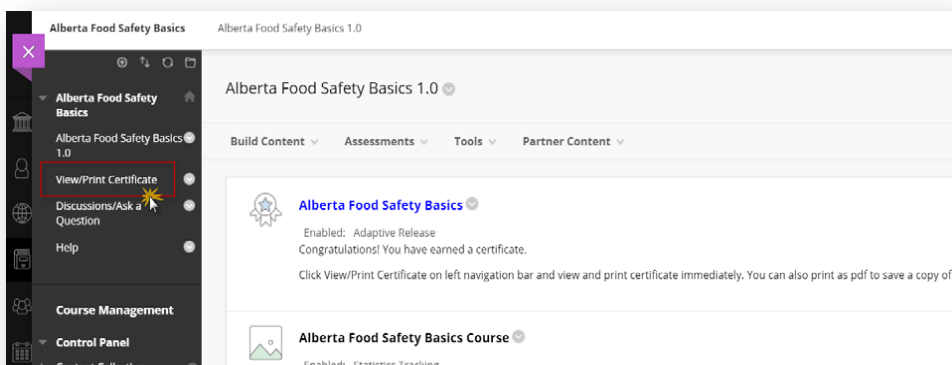 Alberta Food Safety Basics
Alberta Food Safety Basics 1.0
Alberta Food Safety
Basics
Alberta Food Safety Basics
1.0
View/Print Certificate
Discussions/Ask a
Question
Help
Course Management
Control Panel
Alberta Food Safety Basics 1.0
Build Content
Assessments
Tools
Partner Content
Alberta Food Safety Basics
Enabled: Adaptive Release
Congratulations! You have earned a certificate.
Click View/Print Certificate on left navigation bar and view and print certificate immediately. You can also print as pdf to save a copy of
Alberta Food Safety Basics Course
Enabled: Statistics Tracking